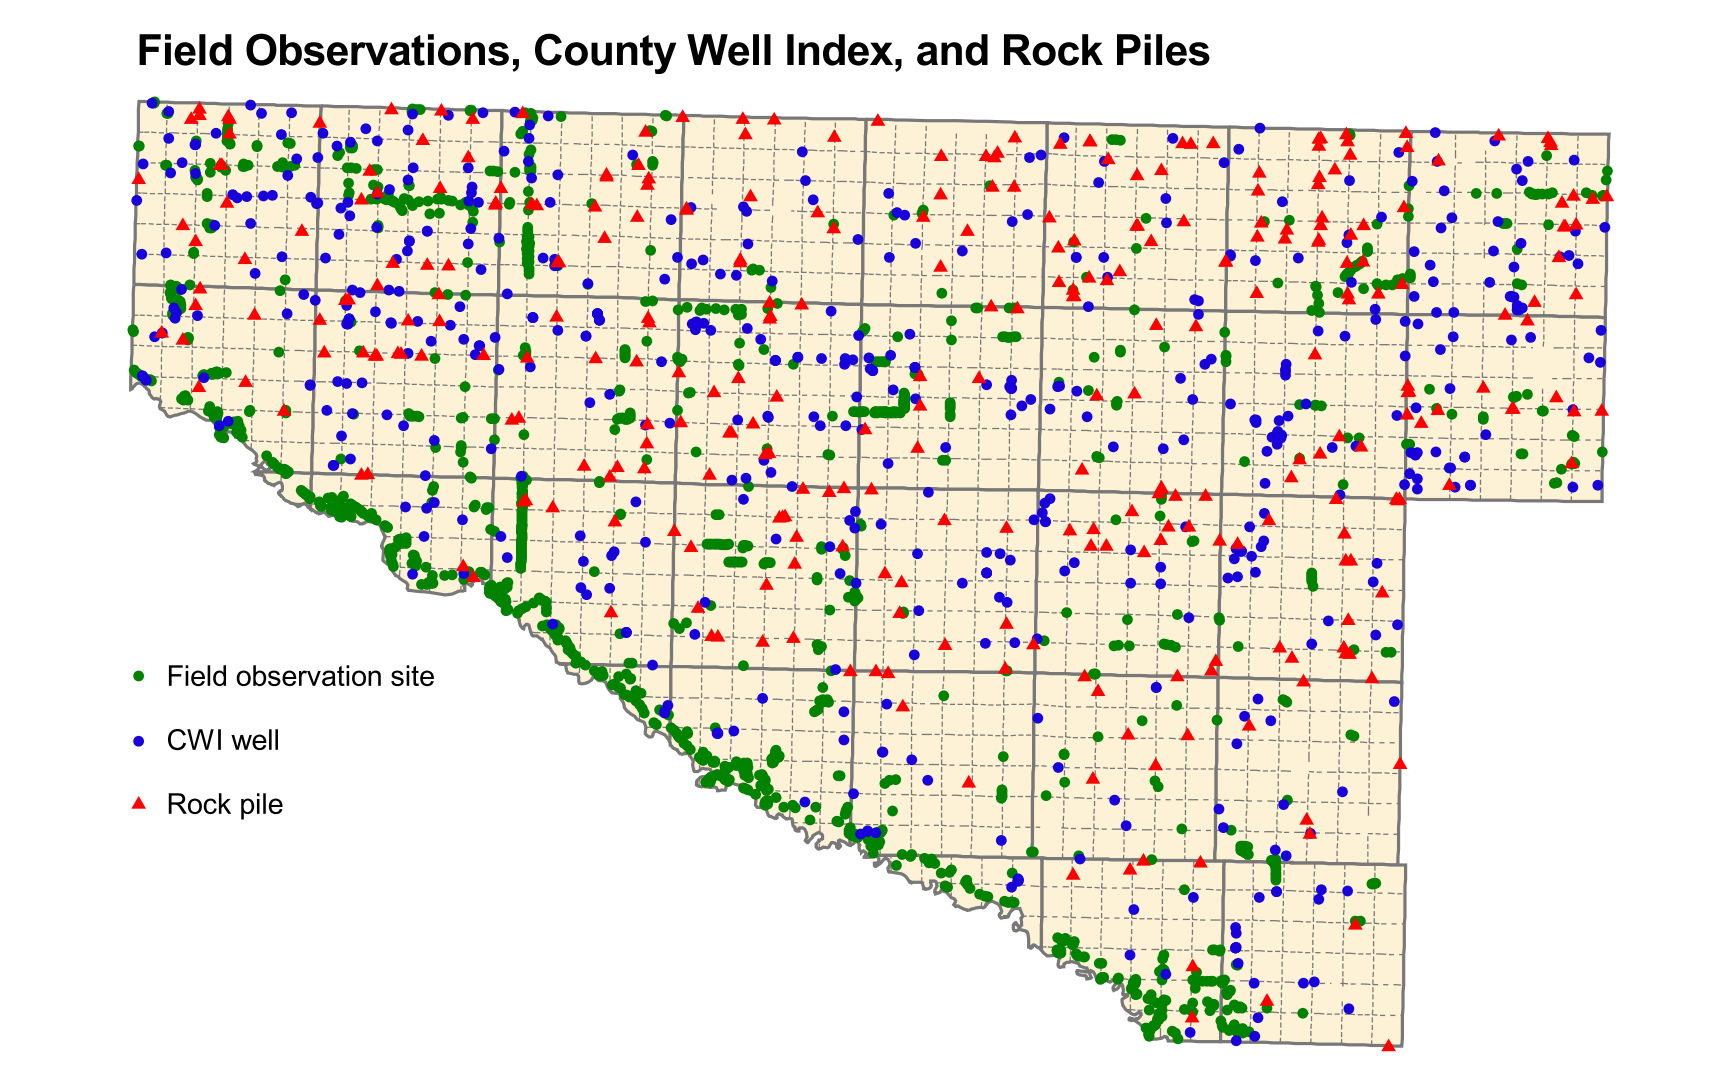 Field Observations, County Well Index, and Rock Piles
Field observation site
CWI well
Rock pile